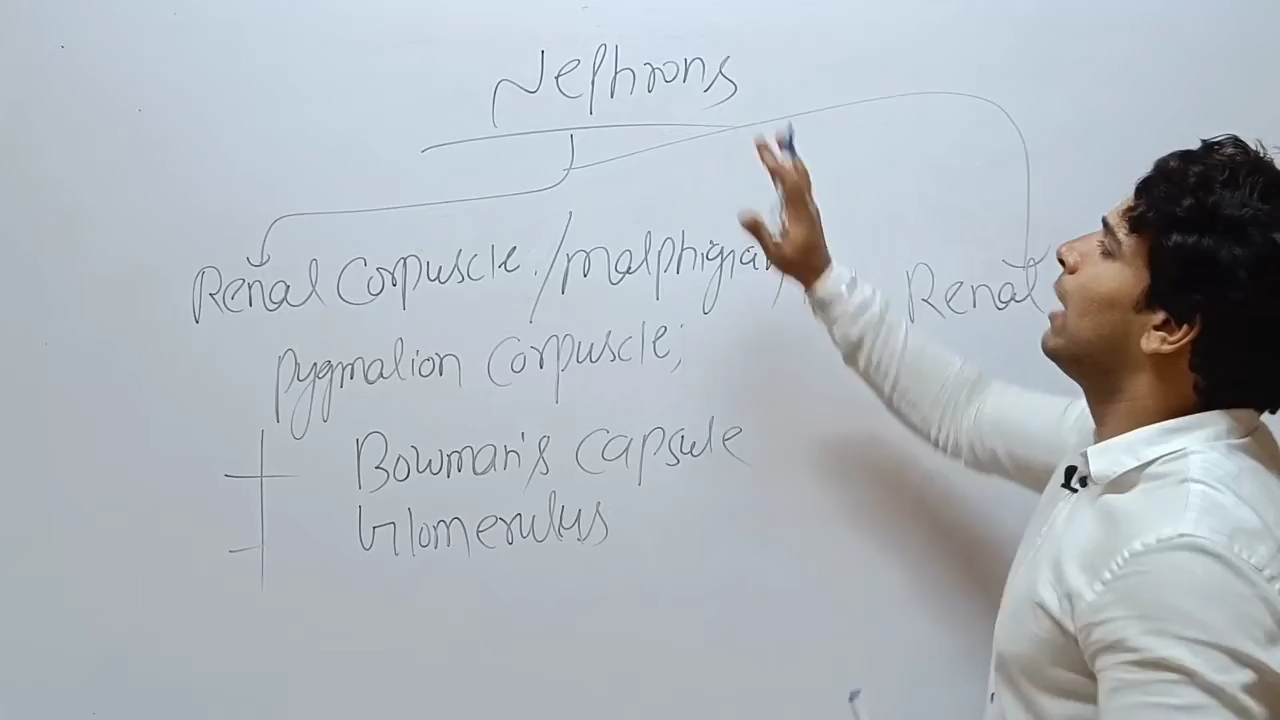 Nephrons
Renal Corpuscle. / malphigian Renal
pygmalion corpuscle;
Bowman's capsule
Glomerulus